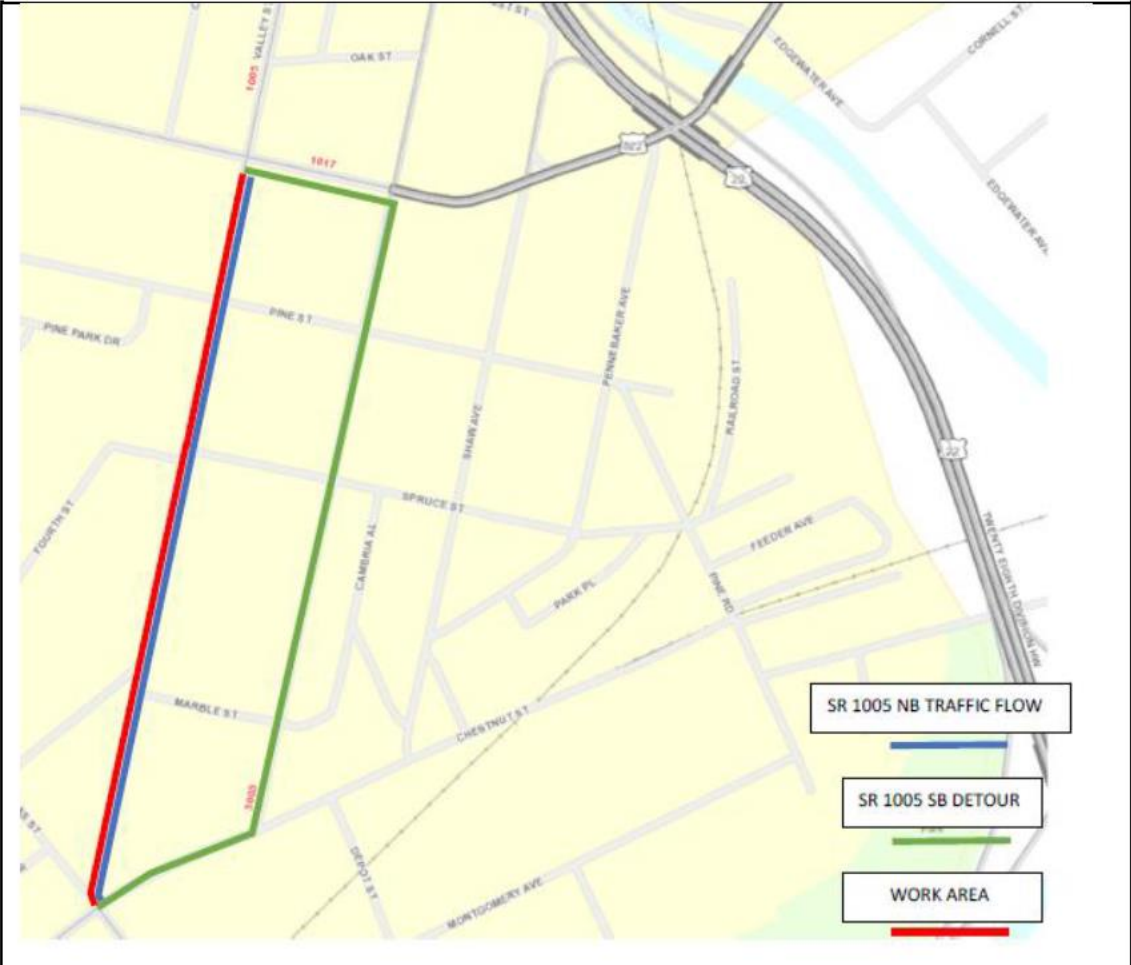 OAK ST
1005 VALLEY ST
EDGEWATER AVE
CORNELL ST
1017
322
22
EDGEWATER AVE
PINE ST
PINE PARK DR
PENNEBAKER AVE
RAILROAD ST
SHAW AVE
22
SPRUCE ST
FOURTH ST
CAMBRIA AL
FEEDER AVE
PARK PL
PINE RD
TWENTY EIGHTH DIVISION HW
MARBLE ST
CHESTNUT ST
SR 1005 NB TRAFFIC FLOW
SR 1005 SB DETOUR
WORK AREA
DEPOT ST
MONTGOMERY AVE